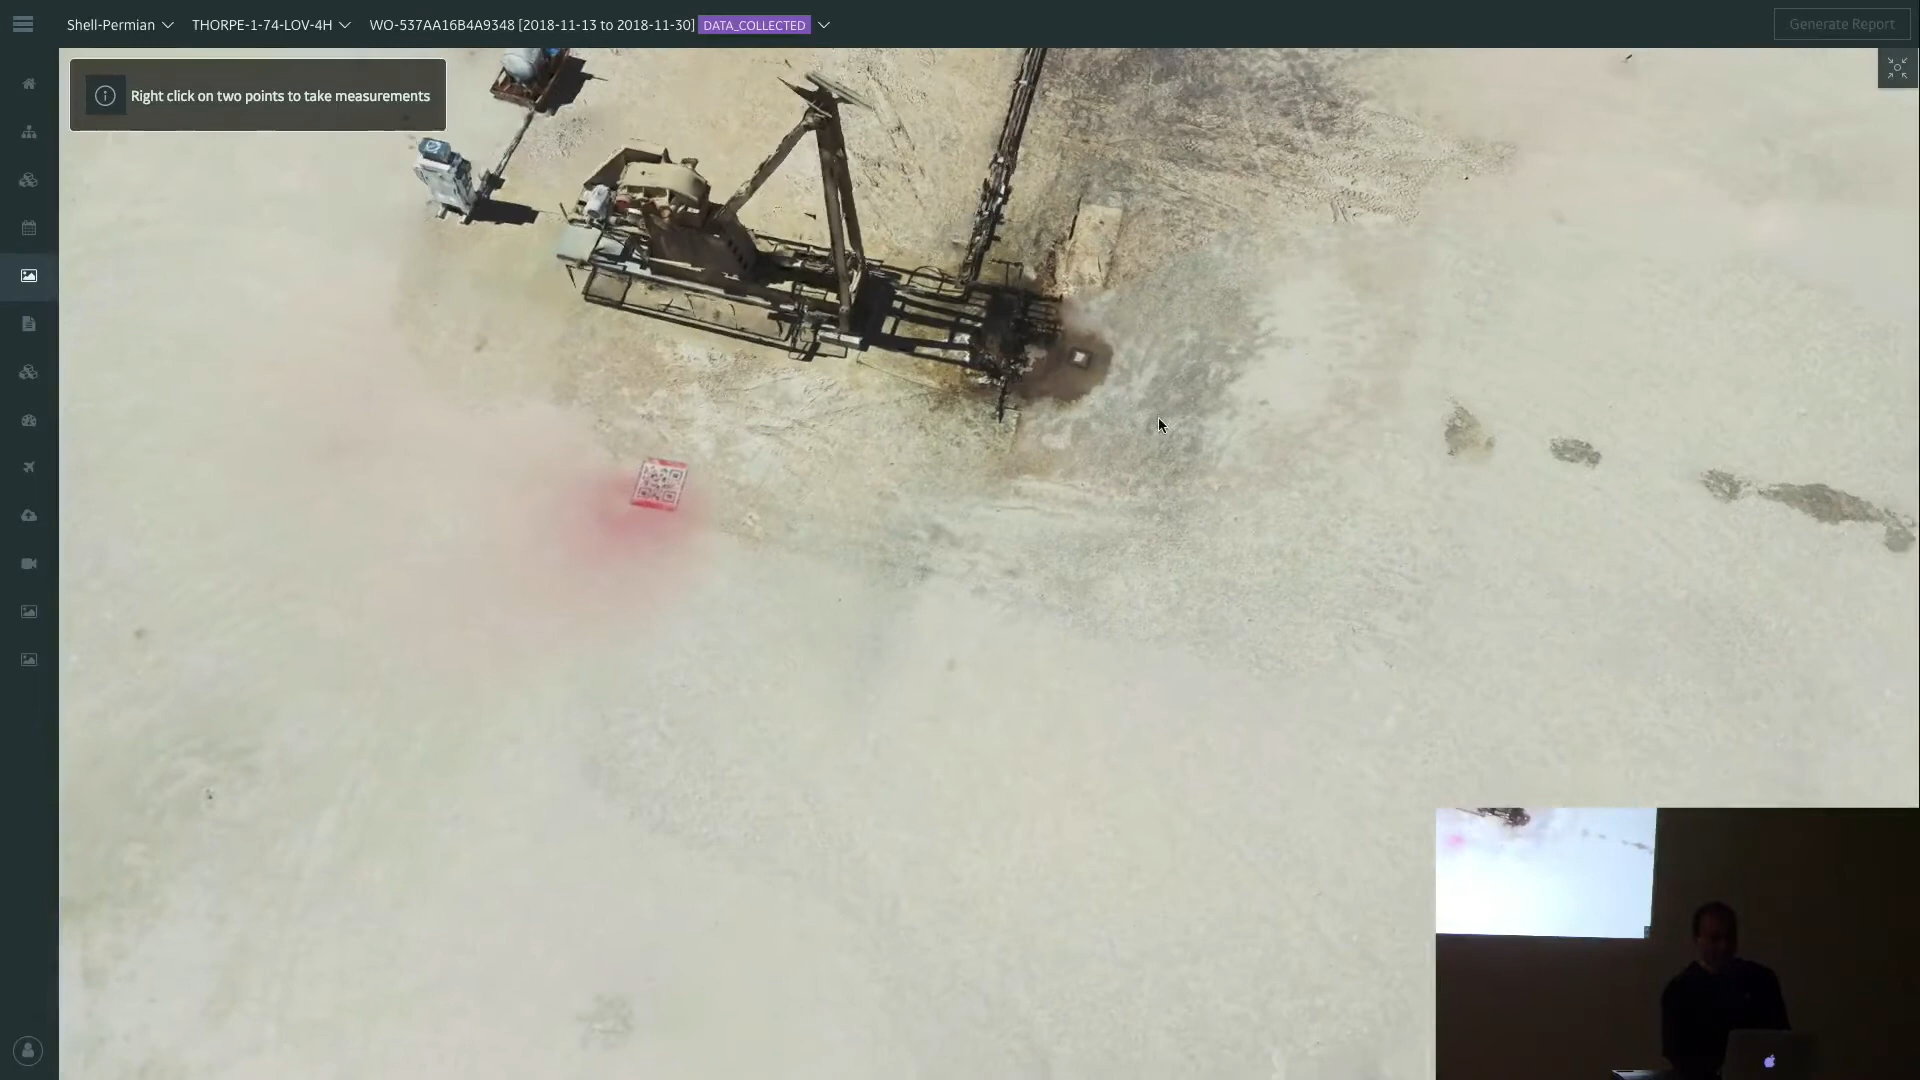 Shell-Permian THORPE-1-74-LOV-4H WO-537AA16B4A9348 [2018-11-13 to 2018-11-30] DATA_COLLECTED Generate Report
Right click on two points to take measurements